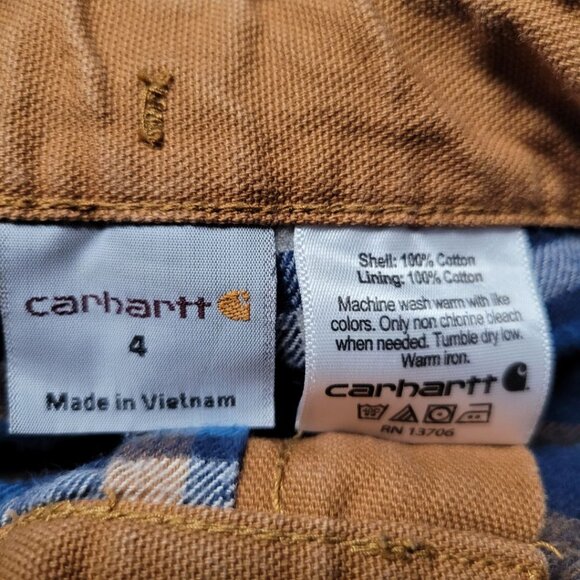 carhartt
4
Made in Vietnam
Shell: 100% Cotton
Lining: 100% Cotton
Machine wash warm with like
colors. Only non chlorine bleach
when needed. Tumble dry low.
Warm iron.
carhartt
RN 13706